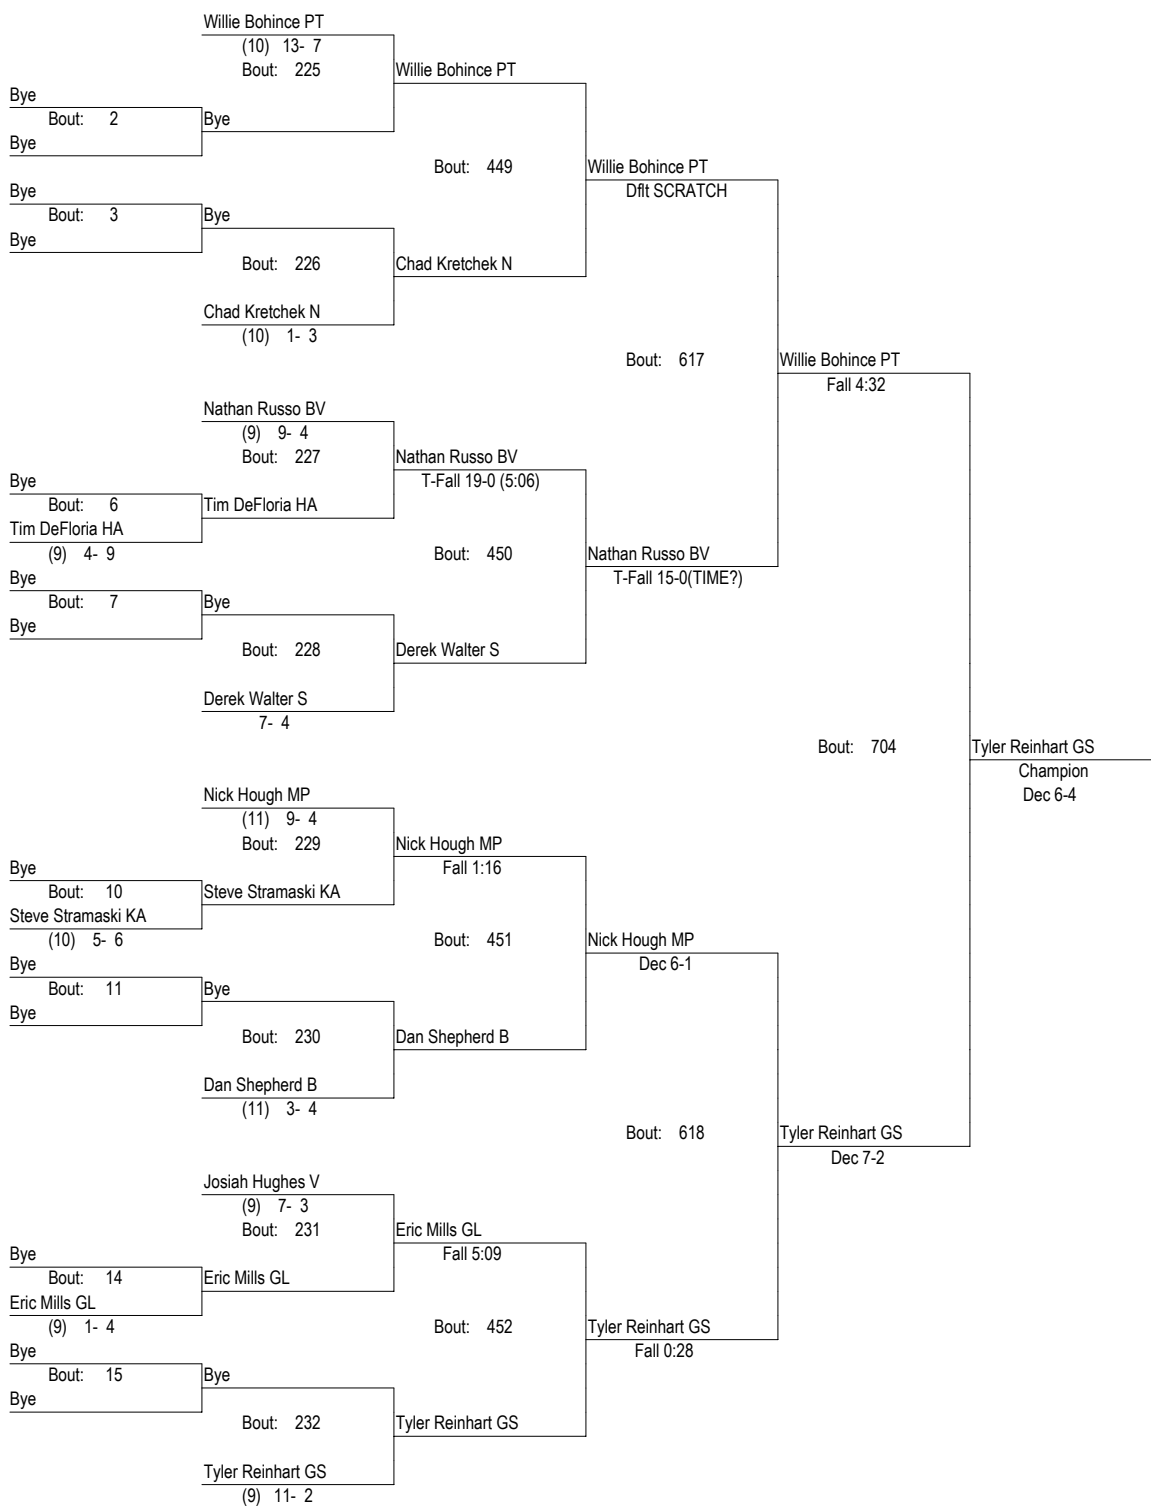 Willie Bohince PT
(10) 13- 7
Bout: 225
Willie Bohince PT
Bye
Bout: 2
Bye
Bye
Bout: 449
Willie Bohince PT
Dflt SCRATCH
Bye
Bout: 3
Bye
Bye
Bout: 226
Chad Kretchek N
Chad Kretchek N
(10) 1- 3
Bout: 617
Willie Bohince PT
Fall 4:32
Nathan Russo BV
(9) 9- 4
Bout: 227
Nathan Russo BV
T-Fall 19-0 (5:06)
Bye
Bout: 6
Tim DeFloria HA
Tim DeFloria HA
(9) 4- 9
Bout: 450
Nathan Russo BV
T-Fall 15-0(TIME?)
Bye
Bout: 7
Bye
Bye
Bout: 228
Derek Walter S
Derek Walter S
7- 4
Bout: 704
Tyler Reinhart GS
Champion
Dec 6-4
Nick Hough MP
(11) 9- 4
Bout: 229
Nick Hough MP
Fall 1:16
Bye
Bout: 10
Steve Stramaski KA
Steve Stramaski KA
(10) 5- 6
Bout: 451
Nick Hough MP
Dec 6-1
Bye
Bout: 11
Bye
Bye
Bout: 230
Dan Shepherd B
Dan Shepherd B
(11) 3- 4
Bout: 618
Tyler Reinhart GS
Dec 7-2
Josiah Hughes V
(9) 7- 3
Bout: 231
Eric Mills GL
Fall 5:09
Bye
Bout: 14
Eric Mills GL
Eric Mills GL
(9) 1- 4
Bout: 452
Tyler Reinhart GS
Fall 0:28
Bye
Bout: 15
Bye
Bye
Bout: 232
Tyler Reinhart GS
Tyler Reinhart GS
(9) 11- 2